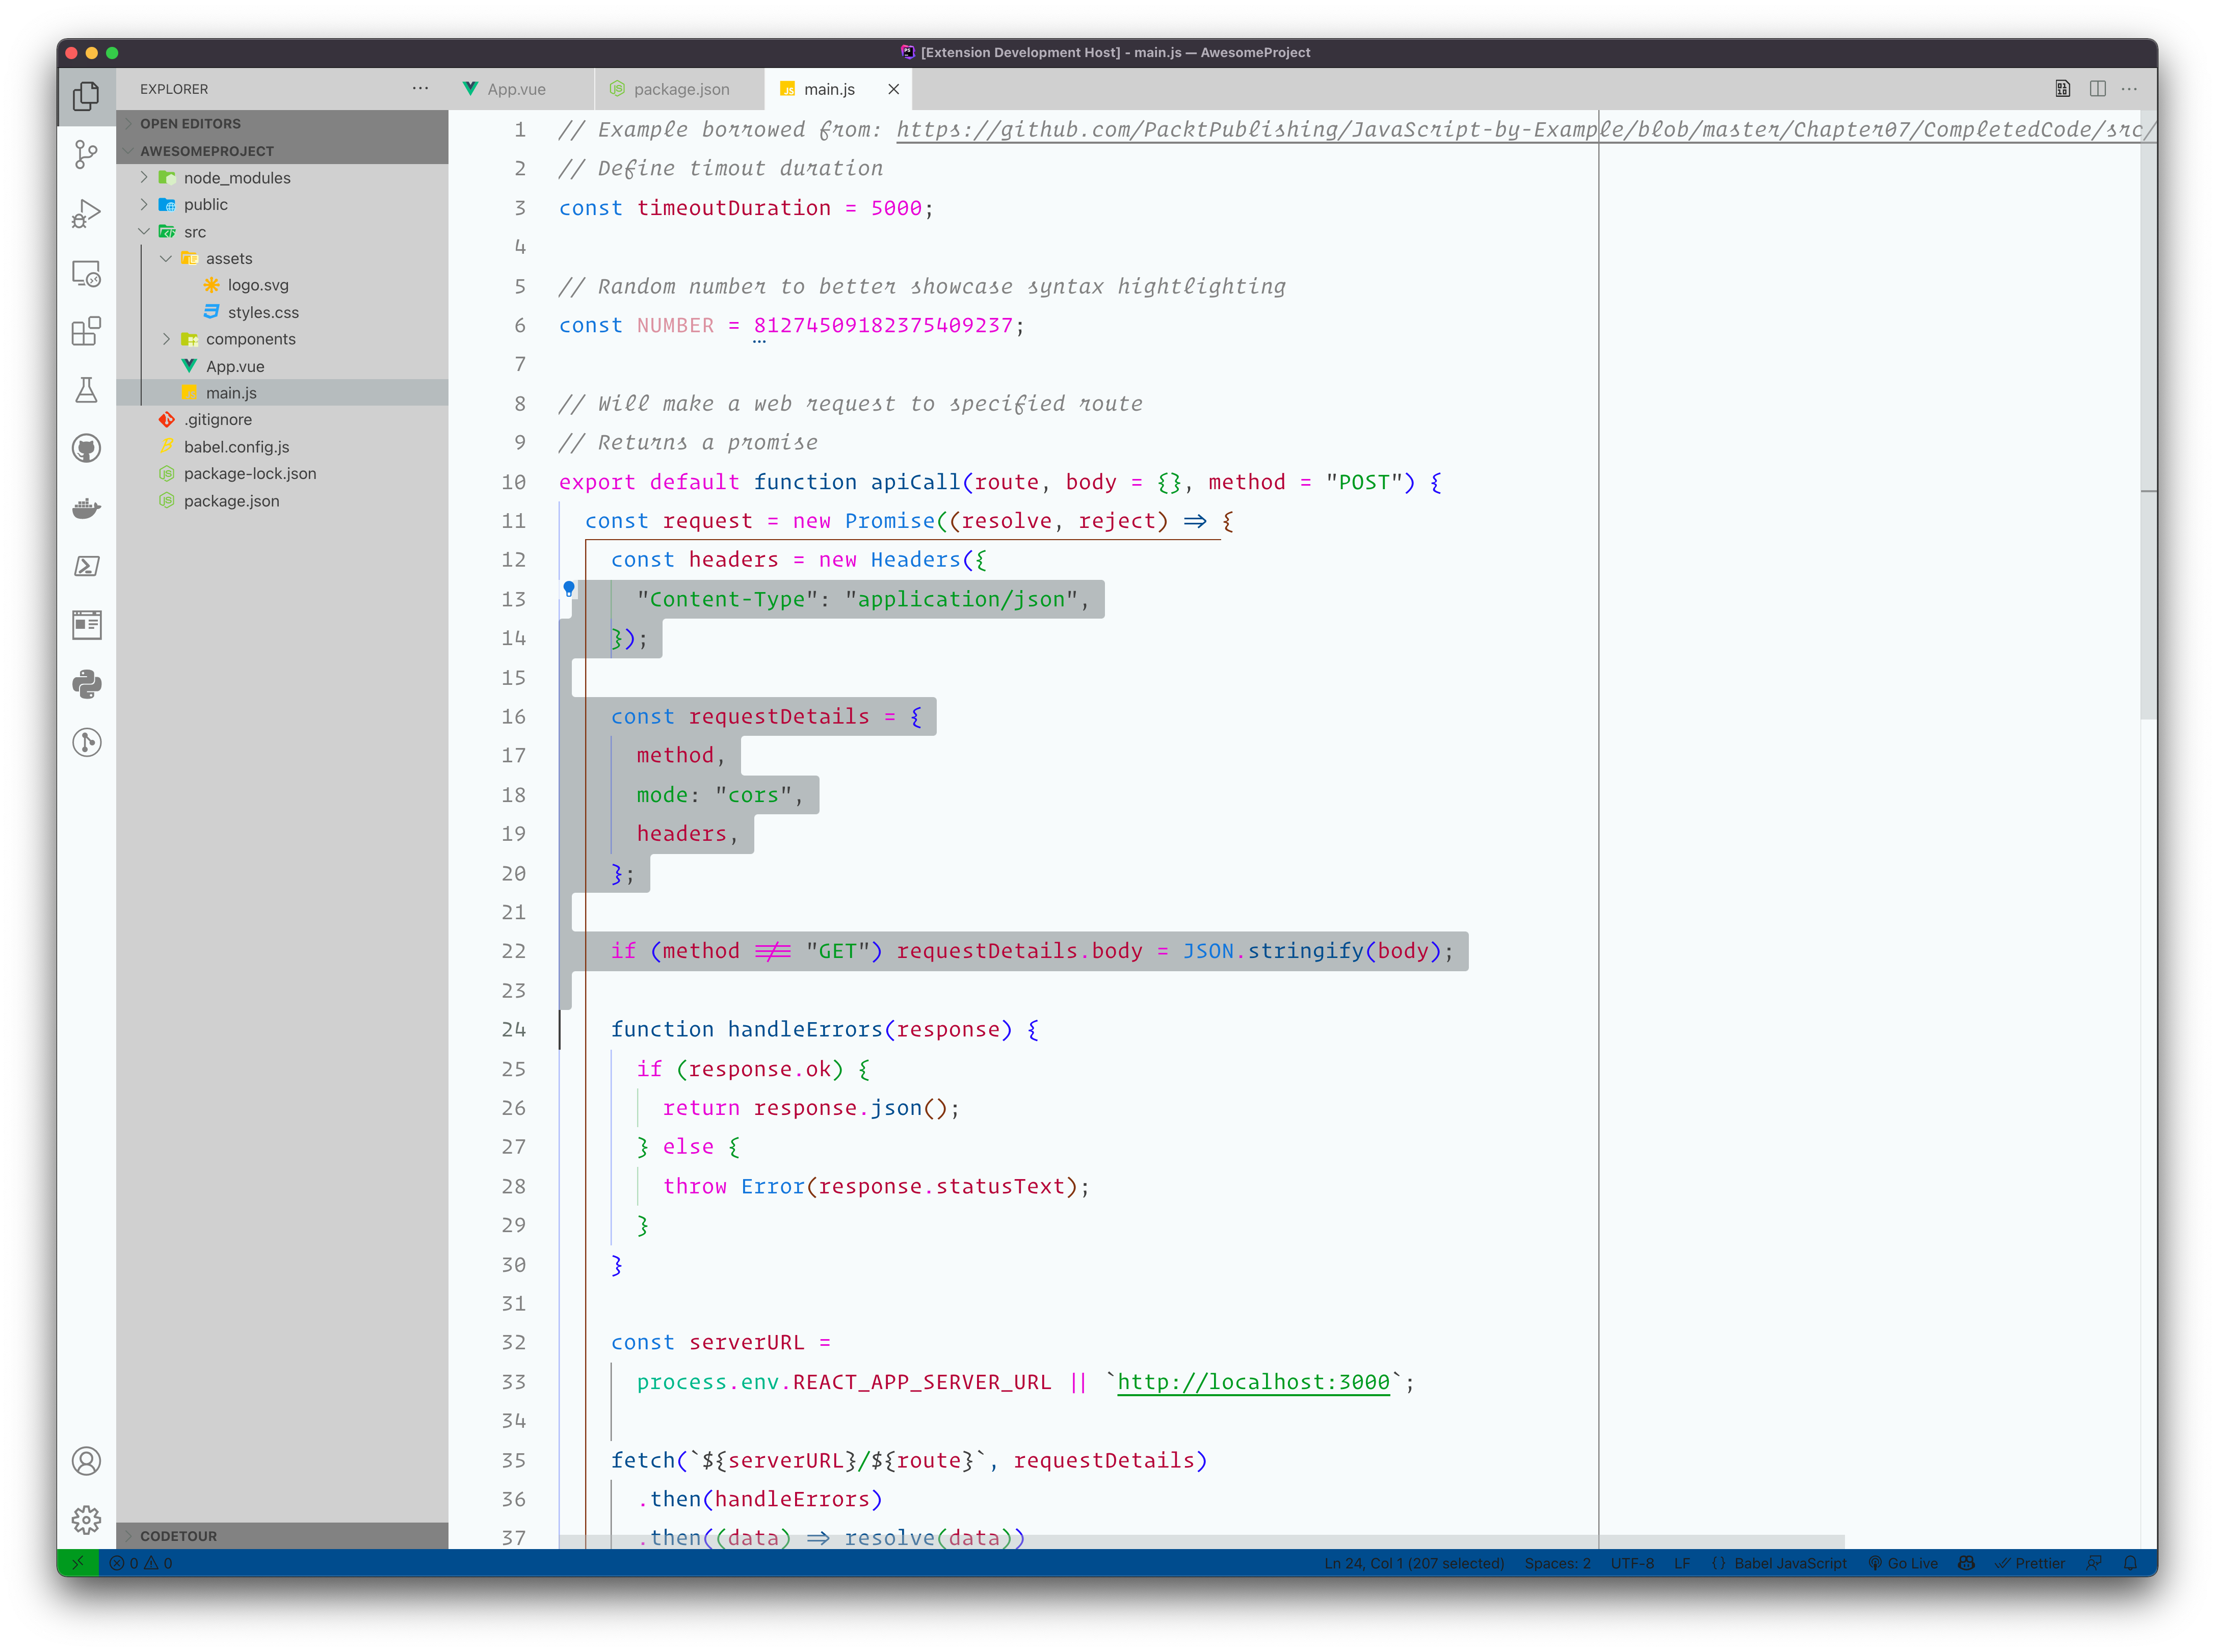 [Extension Development Host] - main.js — AwesomeProject
EXPLORER
App.vue
package.json
main.js
OPEN EDITORS
AWESOMEPROJECT
node_modules
public
src
assets
logo.svg
styles.css
components
App.vue
main.js
.gitignore
babel.config.js
package-lock.json
package.json
CODETOUR
1 // Example borrowed from: https://github.com/PacktPublishing/JavaScript-by-Example/blob/master/Chapter07/CompletedCode/src/
2 // Define timout duration
3 const timeoutDuration = 5000;
4
5 // Random number to better showcase syntax hightlighting
6 const NUMBER = 81274509182375409237;
7
8 // Will make a web request to specified route
9 // Returns a promise
10 export default function apiCall(route, body = {}, method = "POST") {
11 const request = new Promise((resolve, reject) => {
12 const headers = new Headers({
13 "Content-Type": "application/json",
14 });
15
16 const requestDetails = {
17 method,
18 mode: "cors",
19 headers,
20 };
21
22 if (method !== "GET") requestDetails.body = JSON.stringify(body);
23
24 function handleErrors(response) {
25 if (response.ok) {
26 return response.json();
27 } else {
28 throw Error(response.statusText);
29 }
30 }
31
32 const serverURL =
33 process.env.REACT_APP_SERVER_URL || `http://localhost:3000`;
34
35 fetch(`${serverURL}/${route}`, requestDetails)
36 .then(handleErrors)
37 .then((data) => resolve(data))
0 0
Ln 24, Col 1 (207 selected) Spaces: 2 UTF-8 LF {} Babel JavaScript Go Live Prettier